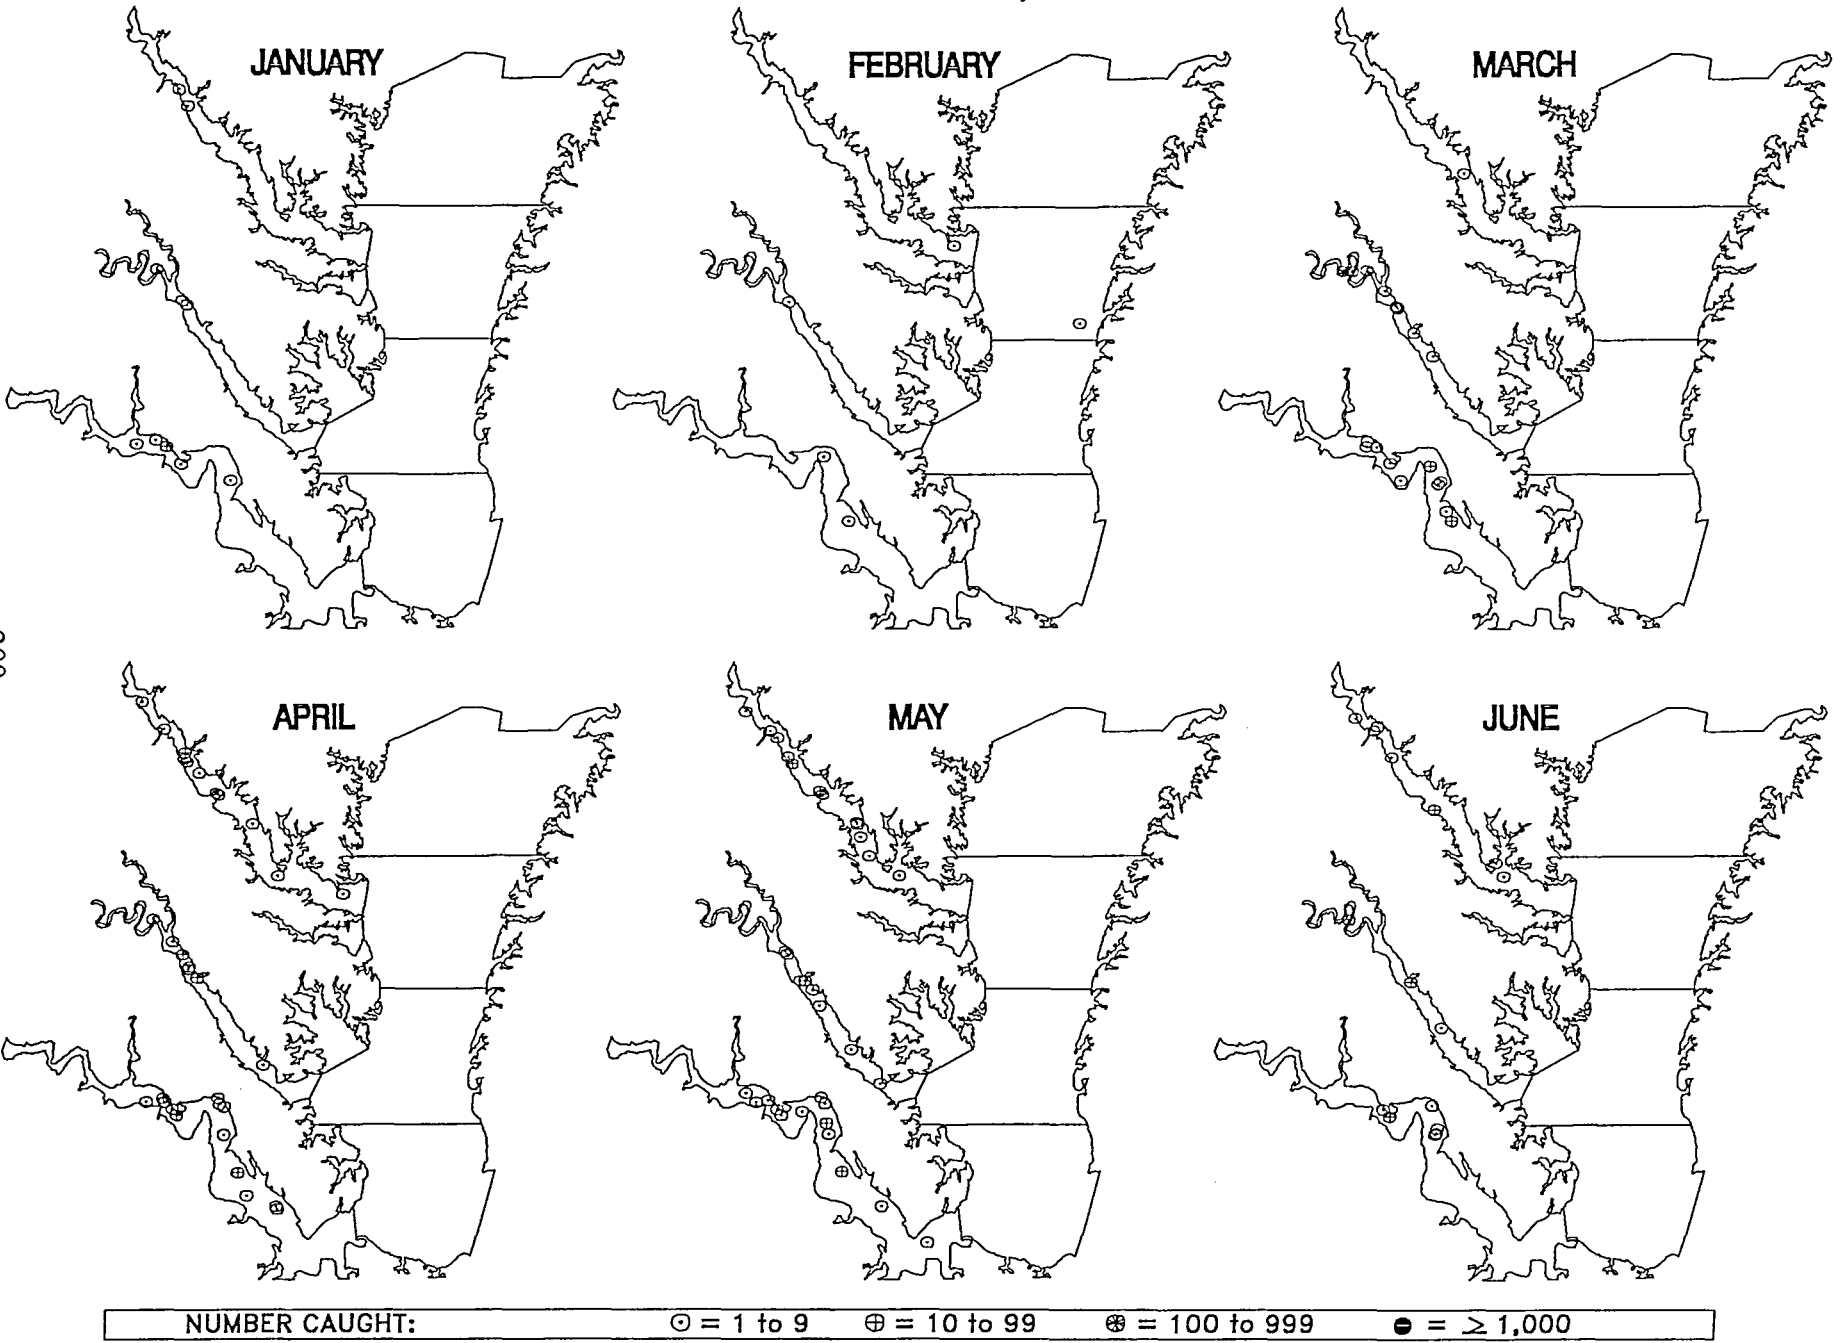 JANUARY
FEBRUARY
MARCH
APRIL
MAY
JUNE
NUMBER CAUGHT: ⊙ = 1 to 9 ⊕ = 10 to 99 ⊛ = 100 to 999 ⊖ = ≥ 1,000